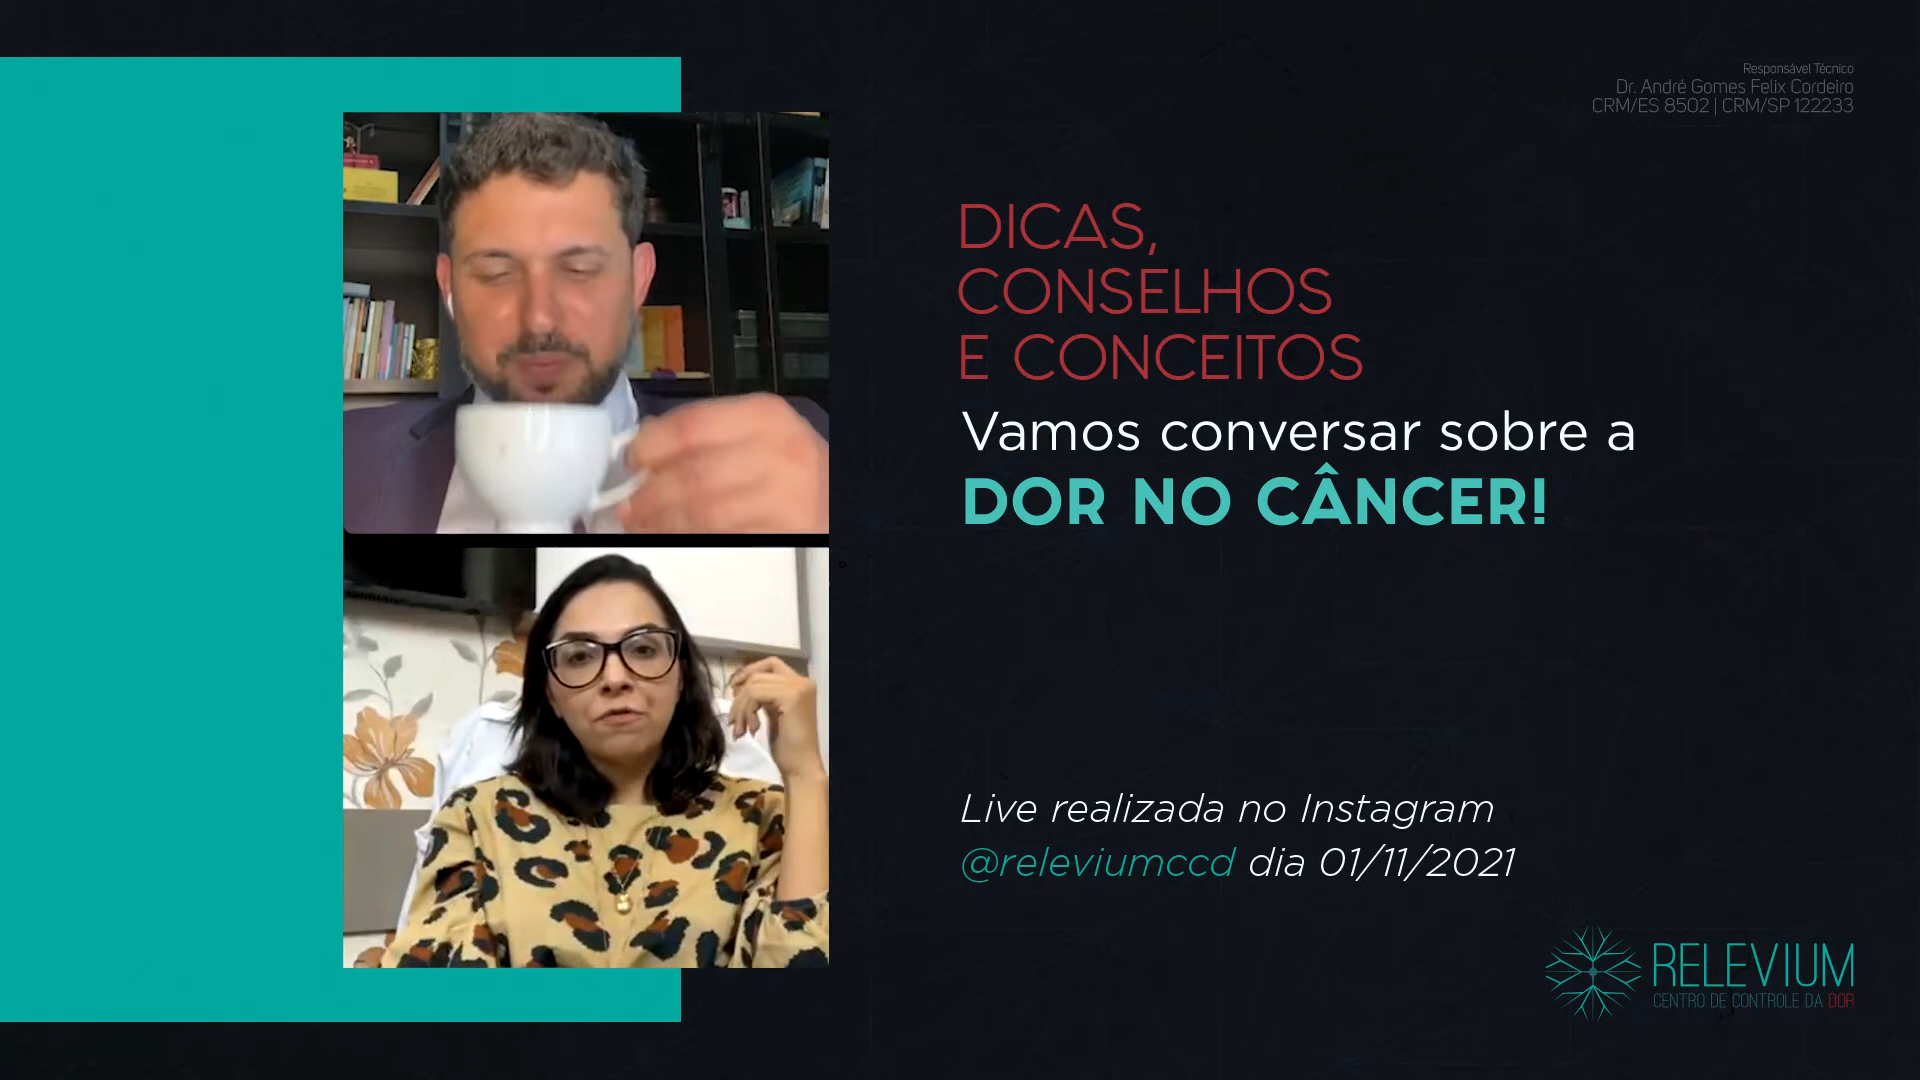 Responsável Técnico
Dr. André Gomes Felix Cordeiro
CRM/ES 8502 | CRM/SP 122233
DICAS,
CONSELHOS
E CONCEITOS
Vamos conversar sobre a
DOR NO CÂNCER!
Live realizada no Instagram
@releviumccd dia 01/11/2021
RELEVIUM
CENTRO DE CONTROLE DA DOR